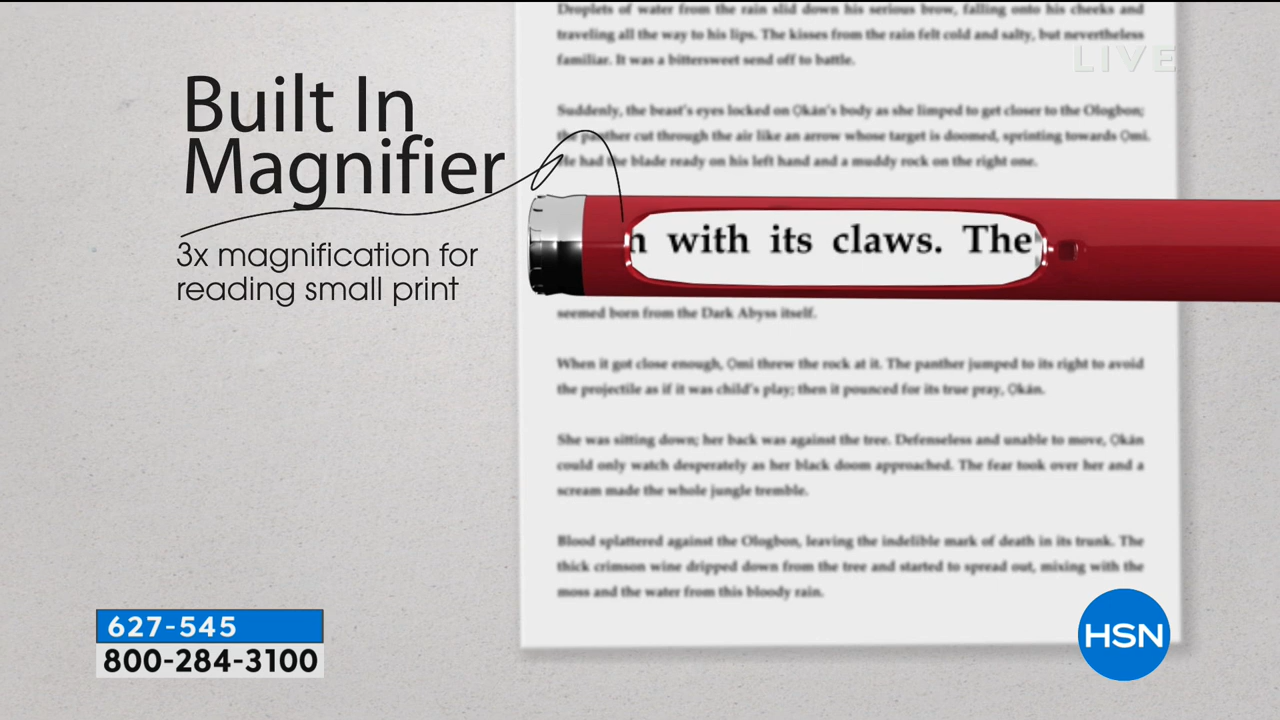 Droplets of water from the rain slid down his serious brow, falling onto his cheeks and
traveling all the way to his lips. The kisses from the rain felt cold and salty, but nevertheless
familiar. It was a bittersweet send off to battle.
LIVE
Built In
Magnifier
3x magnification for
reading small print
Suddenly, the beast's eyes locked on Ọkán's body as she limped to get closer to the Ologbon;
the panther cut through the air like an arrow whose target is doomed, sprinting towards Ọmi.
He had the blade ready on his left hand and a muddy rock on the right one.
with its claws. The
seemed born from the Dark Abyss itself.
When it got close enough, Ọmi threw the rock at it. The panther jumped to its right to avoid
the projectile as if it was child's play; then it pounced for its true pray, Ọkán.
She was sitting down; her back was against the tree. Defenseless and unable to move, Ọkán
could only watch desperately as her black doom approached. The fear took over her and a
scream made the whole jungle tremble.
Blood splattered against the Ologbon, leaving the indelible mark of death in its trunk. The
thick crimson wine dripped down from the tree and started to spread out, mixing with the
moss and the water from this bloody rain.
627-545
800-284-3100
HSN